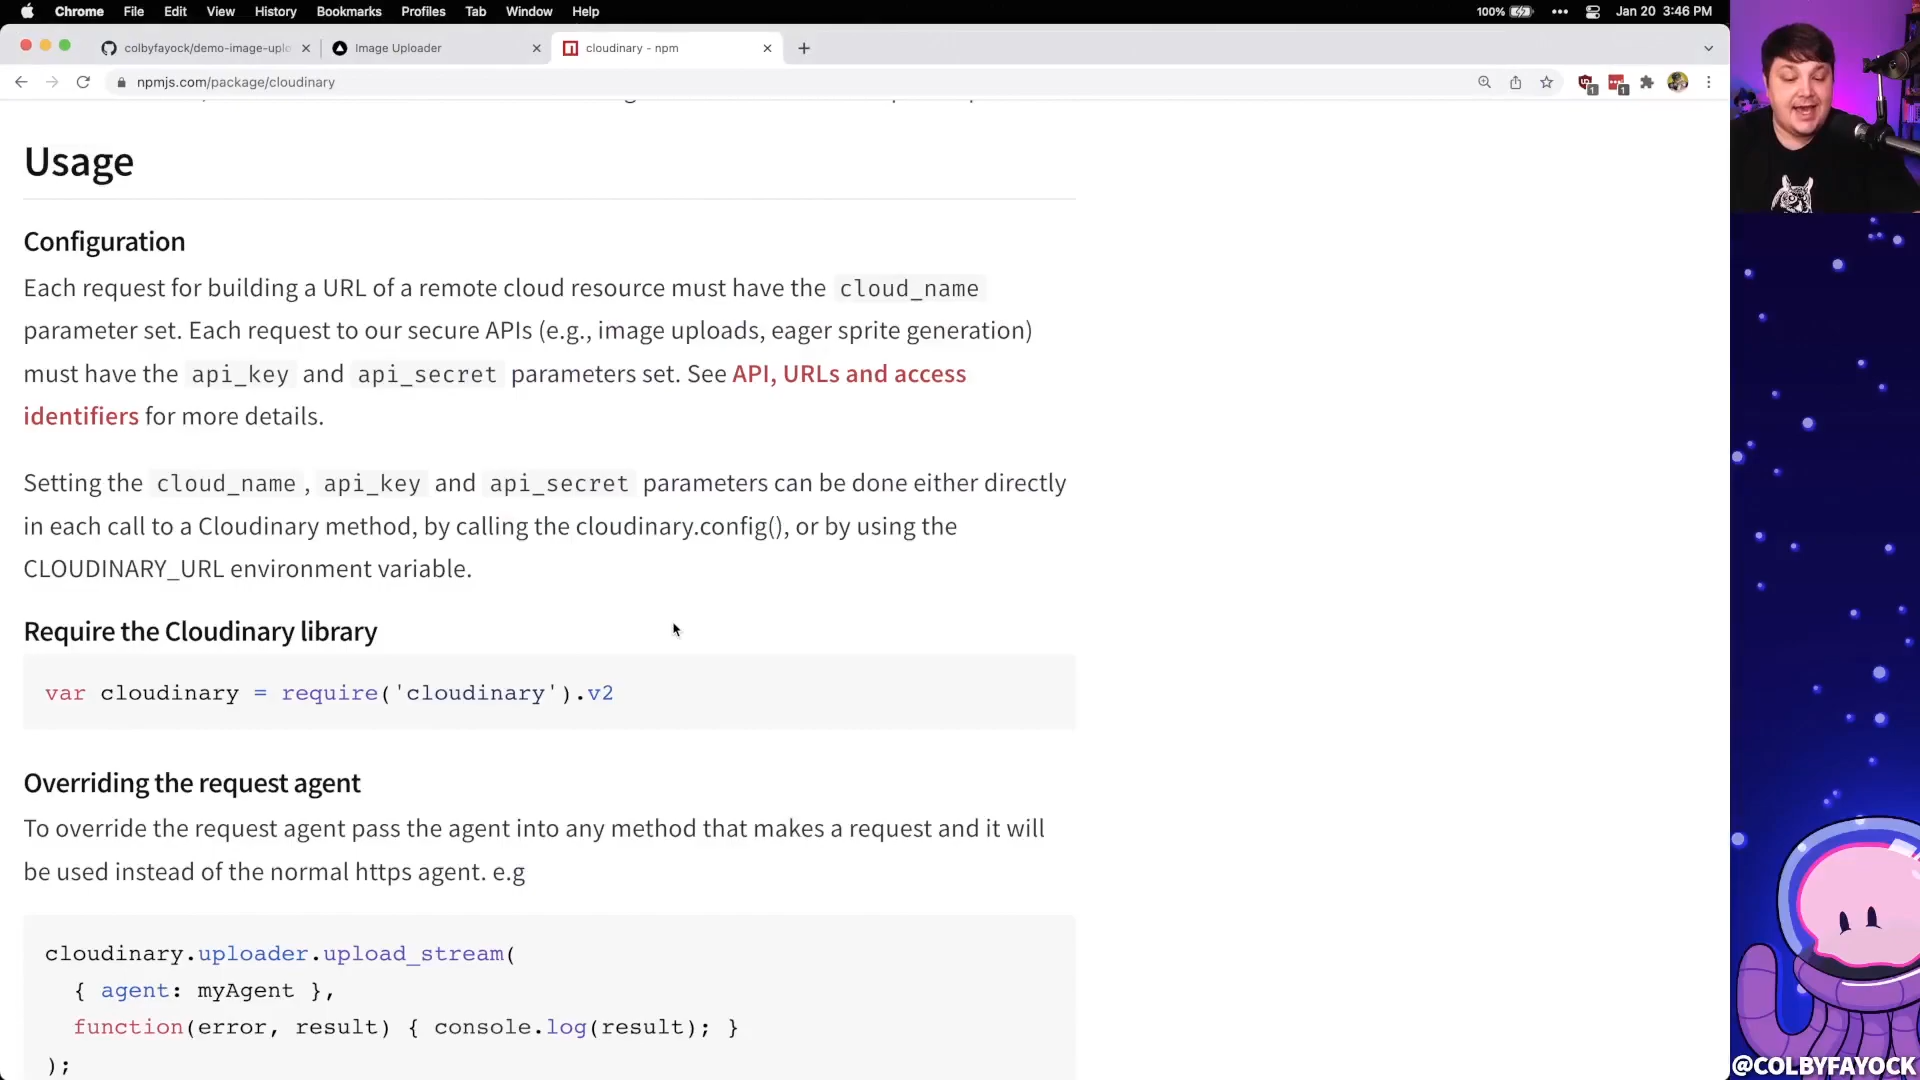 Chrome File Edit View History Bookmarks Profiles Tab Window Help 100% Jan 20 3:46 PM
colbyfayock/demo-image-uplo Image Uploader cloudinary - npm
npmjs.com/package/cloudinary 1 1
Usage
Configuration
Each request for building a URL of a remote cloud resource must have the cloud_name
parameter set. Each request to our secure APIs (e.g., image uploads, eager sprite generation)
must have the api_key and api_secret parameters set. See API, URLs and access
identifiers for more details.
Setting the cloud_name , api_key and api_secret parameters can be done either directly
in each call to a Cloudinary method, by calling the cloudinary.config(), or by using the
CLOUDINARY_URL environment variable.
Require the Cloudinary library
var cloudinary = require('cloudinary').v2
Overriding the request agent
To override the request agent pass the agent into any method that makes a request and it will
be used instead of the normal https agent. e.g
cloudinary.uploader.upload_stream(
{ agent: myAgent },
function(error, result) { console.log(result); }
);
@COLBYFAYOCK